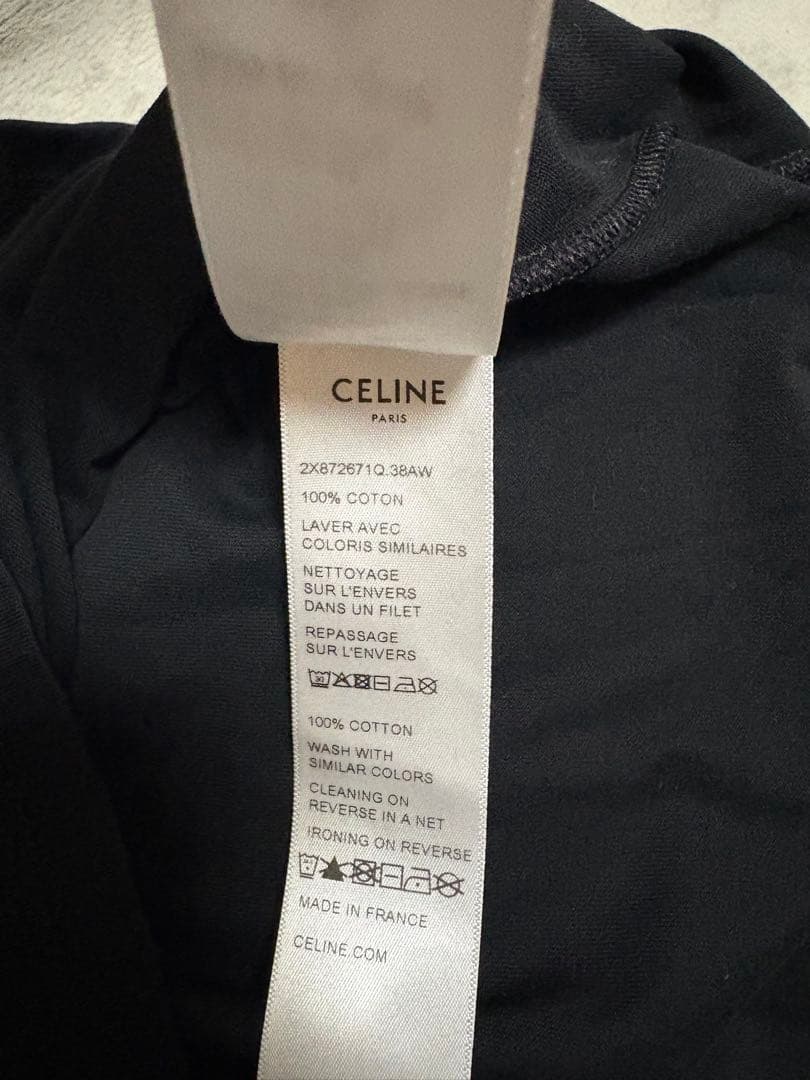 CELINE
PARIS
2X872671Q.38AW
100% COTON
LAVER AVEC
COLORIS SIMILAIRES
NETTOYAGE
SUR L'ENVERS
DANS UN FILET
REPASSAGE
SUR L'ENVERS
100% COTTON
WASH WITH
SIMILAR COLORS
CLEANING ON
REVERSE IN A NET
IRONING ON REVERSE
MADE IN FRANCE
CELINE.COM